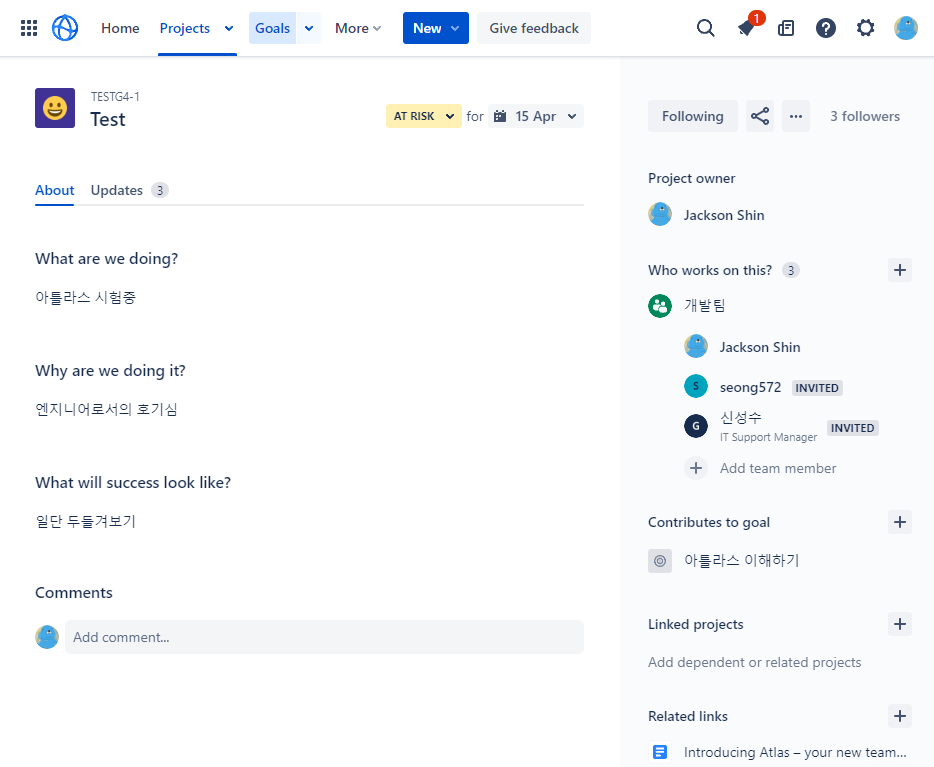 Home Projects Goals More New Give feedback 1
TESTG4-1
Test
AT RISK for 15 Apr
Following 3 followers
About Updates 3
What are we doing?
아틀라스 시험중
Why are we doing it?
엔지니어로서의 호기심
What will success look like?
일단 두들겨보기
Comments
Add comment...
Project owner
Jackson Shin
Who works on this? 3
개발팀
Jackson Shin
S seong572 INVITED
G 신성수 INVITED
IT Support Manager
Add team member
Contributes to goal
아틀라스 이해하기
Linked projects
Add dependent or related projects
Related links
Introducing Atlas – your new team...